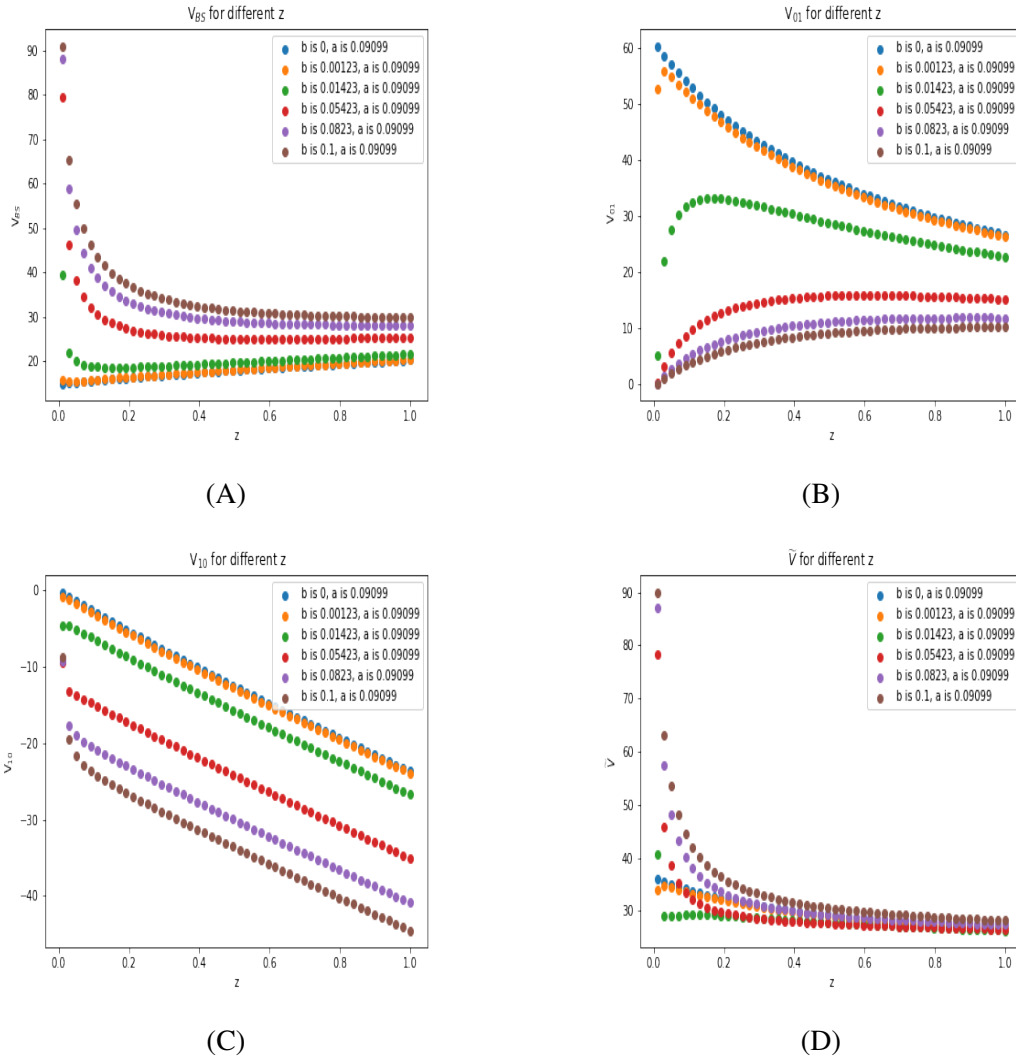 V_BS for different z
90
80
70
60
50
40
30
20
V_BS
0.0 0.2 0.4 0.6 0.8 1.0
z
b is 0, a is 0.09099
b is 0.00123, a is 0.09099
b is 0.01423, a is 0.09099
b is 0.05423, a is 0.09099
b is 0.0823, a is 0.09099
b is 0.1, a is 0.09099
(A)
V_01 for different z
60
50
40
30
20
10
0
V_01
0.0 0.2 0.4 0.6 0.8 1.0
z
b is 0, a is 0.09099
b is 0.00123, a is 0.09099
b is 0.01423, a is 0.09099
b is 0.05423, a is 0.09099
b is 0.0823, a is 0.09099
b is 0.1, a is 0.09099
(B)
V_10 for different z
0
−10
−20
−30
−40
V_10
0.0 0.2 0.4 0.6 0.8 1.0
z
b is 0, a is 0.09099
b is 0.00123, a is 0.09099
b is 0.01423, a is 0.09099
b is 0.05423, a is 0.09099
b is 0.0823, a is 0.09099
b is 0.1, a is 0.09099
(C)
Ṽ for different z
90
80
70
60
50
40
30
Ṽ
0.0 0.2 0.4 0.6 0.8 1.0
z
b is 0, a is 0.09099
b is 0.00123, a is 0.09099
b is 0.01423, a is 0.09099
b is 0.05423, a is 0.09099
b is 0.0823, a is 0.09099
b is 0.1, a is 0.09099
(D)